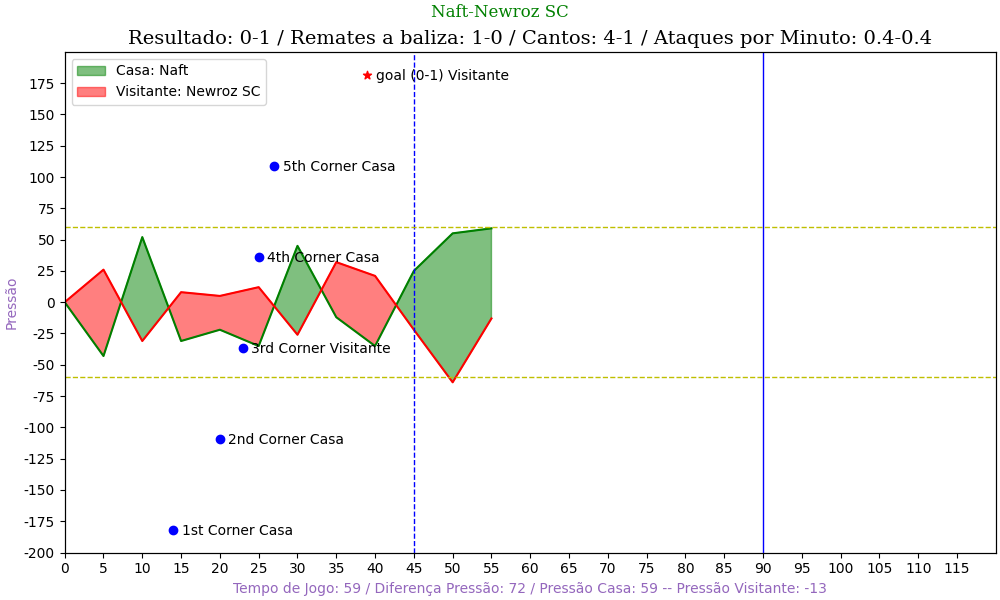 Naft-Newroz SC
Resultado: 0-1 / Remates a baliza: 1-0 / Cantos: 4-1 / Ataques por Minuto: 0.4-0.4
Casa: Naft
Visitante: Newroz SC
goal (0-1) Visitante
5th Corner Casa
4th Corner Casa
3rd Corner Visitante
2nd Corner Casa
1st Corner Casa
Pressão
175
150
125
100
75
50
25
0
-25
-50
-75
-100
-125
-150
-175
-200
0 5 10 15 20 25 30 35 40 45 50 55 60 65 70 75 80 85 90 95 100 105 110 115
Tempo de Jogo: 59 / Diferença Pressão: 72 / Pressão Casa: 59 -- Pressão Visitante: -13